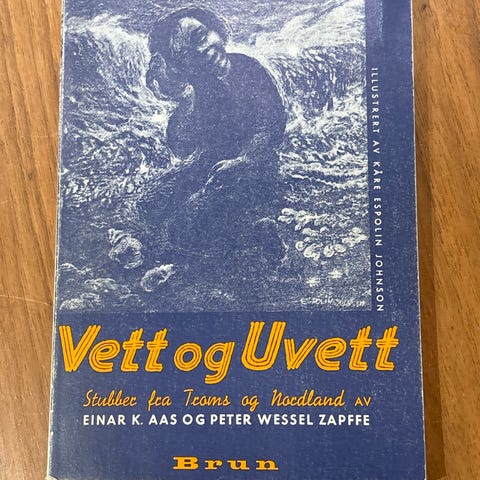 ILLUSTRERT AV KÅRE ESPOLIN JOHNSON
Vett og Uvett
Stubber fra Troms og Nordland AV
EINAR K. AAS OG PETER WESSEL ZAPFFE
Brun